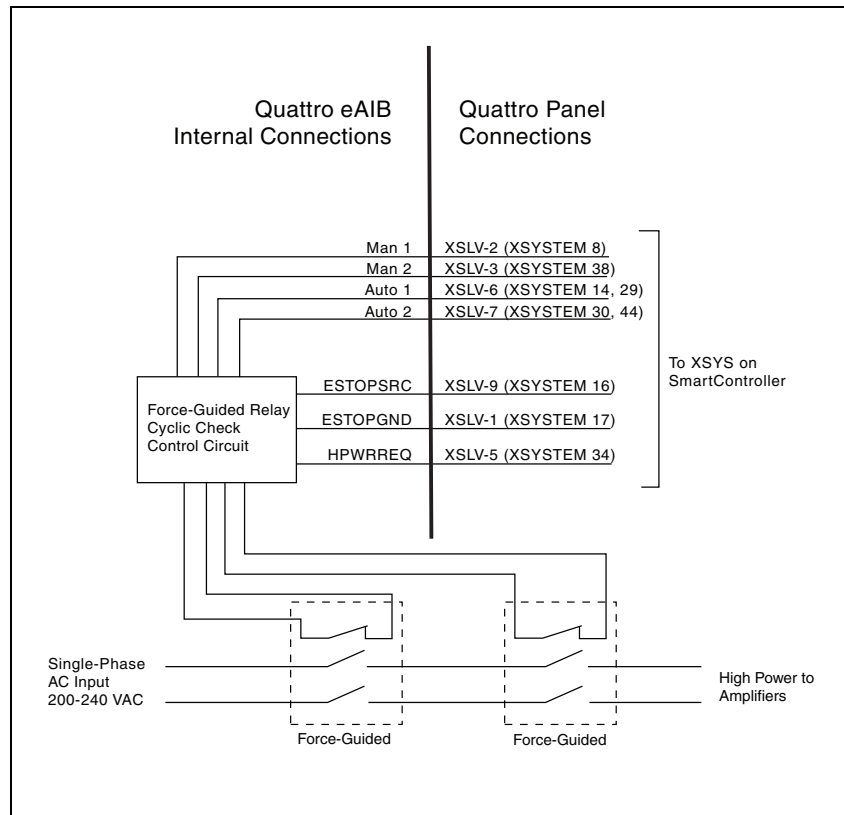 Quattro eAIB
Internal Connections
Quattro Panel
Connections
Man 1 XSLV-2 (XSYSTEM 8)
Man 2 XSLV-3 (XSYSTEM 38)
Auto 1 XSLV-6 (XSYSTEM 14, 29)
Auto 2 XSLV-7 (XSYSTEM 30, 44)
To XSYS on
SmartController
ESTOPSRC XSLV-9 (XSYSTEM 16)
ESTOPGND XSLV-1 (XSYSTEM 17)
HPWRREQ XSLV-5 (XSYSTEM 34)
Force-Guided Relay
Cyclic Check
Control Circuit
Single-Phase
AC Input
200-240 VAC
High Power to
Amplifiers
Force-Guided
Force-Guided